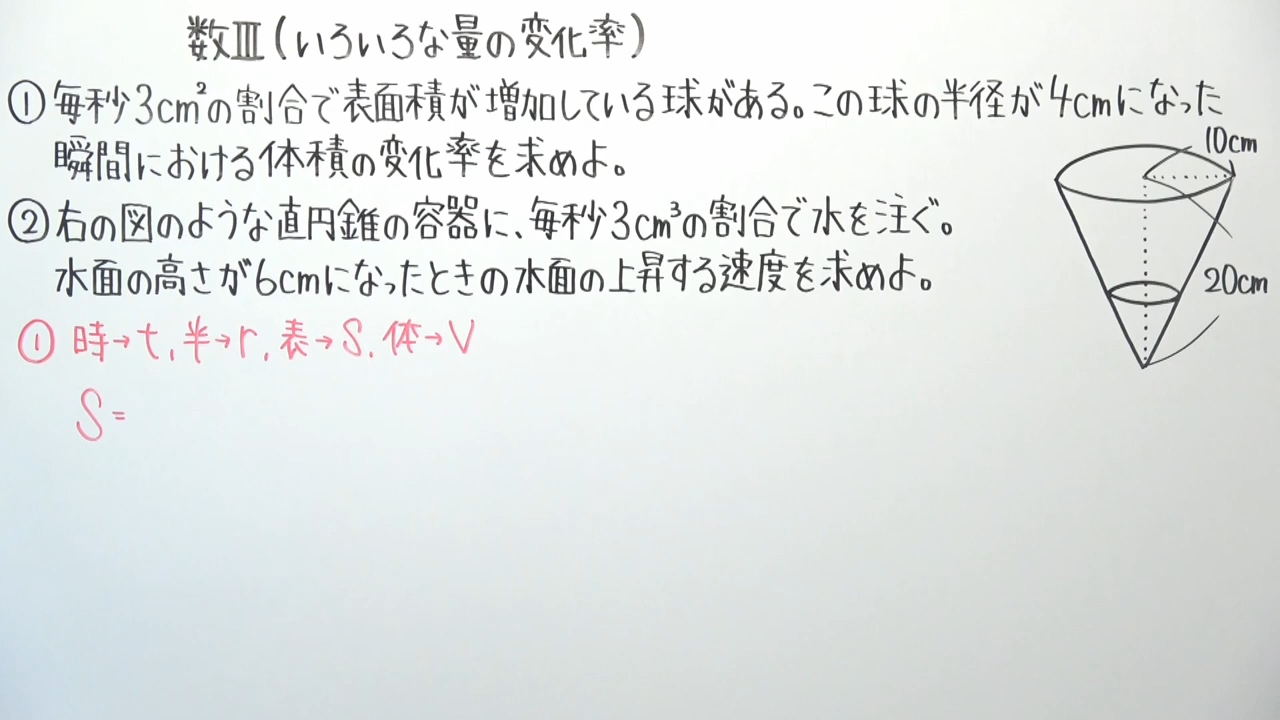 数Ⅲ(いろいろな量の変化率)
①毎秒3cm²の割合で表面積が増加している球がある。この球の半径が4cmになった
瞬間における体積の変化率を求めよ。
②右の図のような直円錐の容器に、毎秒3cm³の割合で水を注ぐ。
水面の高さが6cmになったときの水面の上昇する速度を求めよ。
10cm
20cm
① 時→t, 半→r, 表→S, 体→V
S=